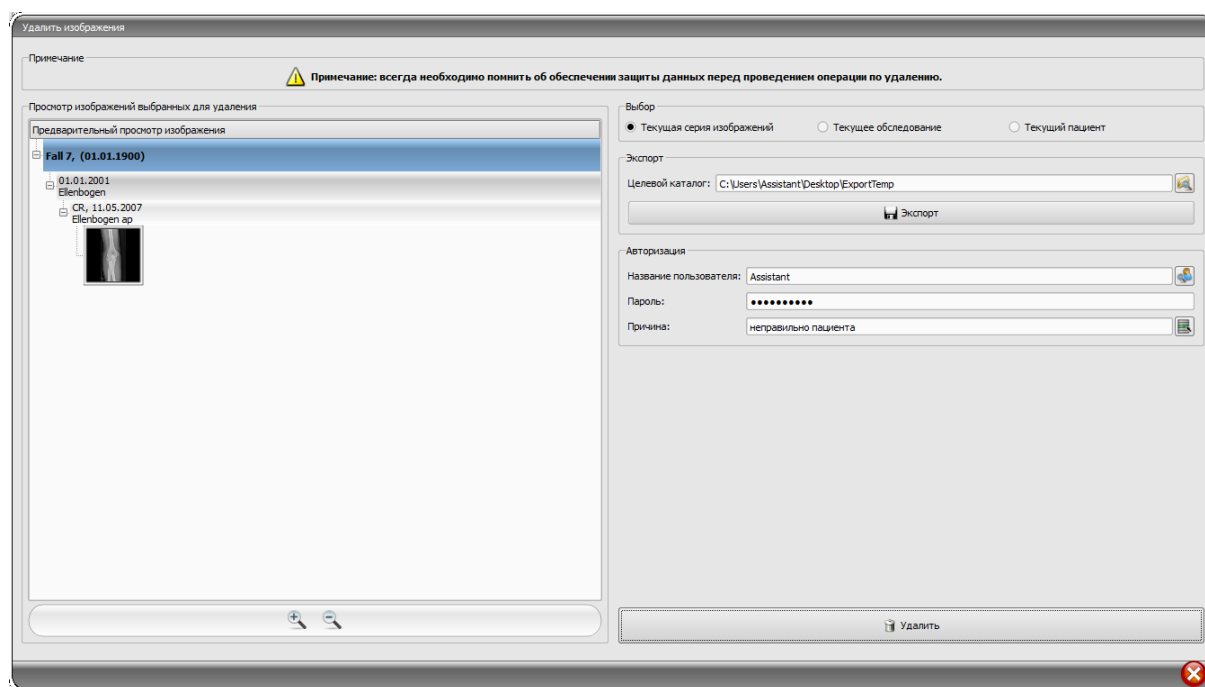 Удалить изображения
Примечание
Примечание: всегда необходимо помнить об обеспечении защиты данных перед проведением операции по удалению.
Просмотр изображений выбранных для удаления
Предварительный просмотр изображения
Fall 7, (01.01.1900)
01.01.2001
Ellenbogen
CR, 11.05.2007
Ellenbogen ap
Выбор
Текущая серия изображений Текущее обследование Текущий пациент
Экспорт
Целевой каталог: C:\Users\Assistant\Desktop\ExportTemp
Экспорт
Авторизация
Название пользователя: Assistant
Пароль: ••••••••••
Причина: неправильно пациента
Удалить